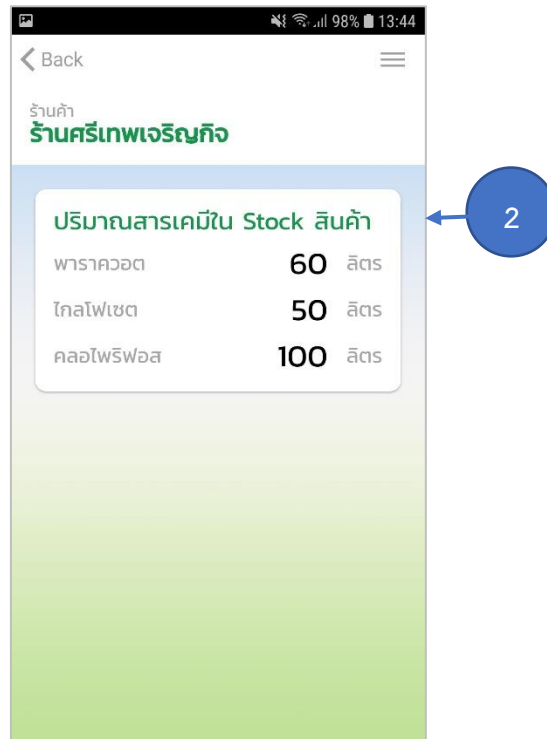 98% 13:44
Back
ร้านค้า
ร้านศรีเทพเจริญกิจ
ปริมาณสารเคมีใน Stock สินค้า
พาราควอต 60 ลิตร
ไกลโฟเซต 50 ลิตร
คลอไพริฟอส 100 ลิตร
2